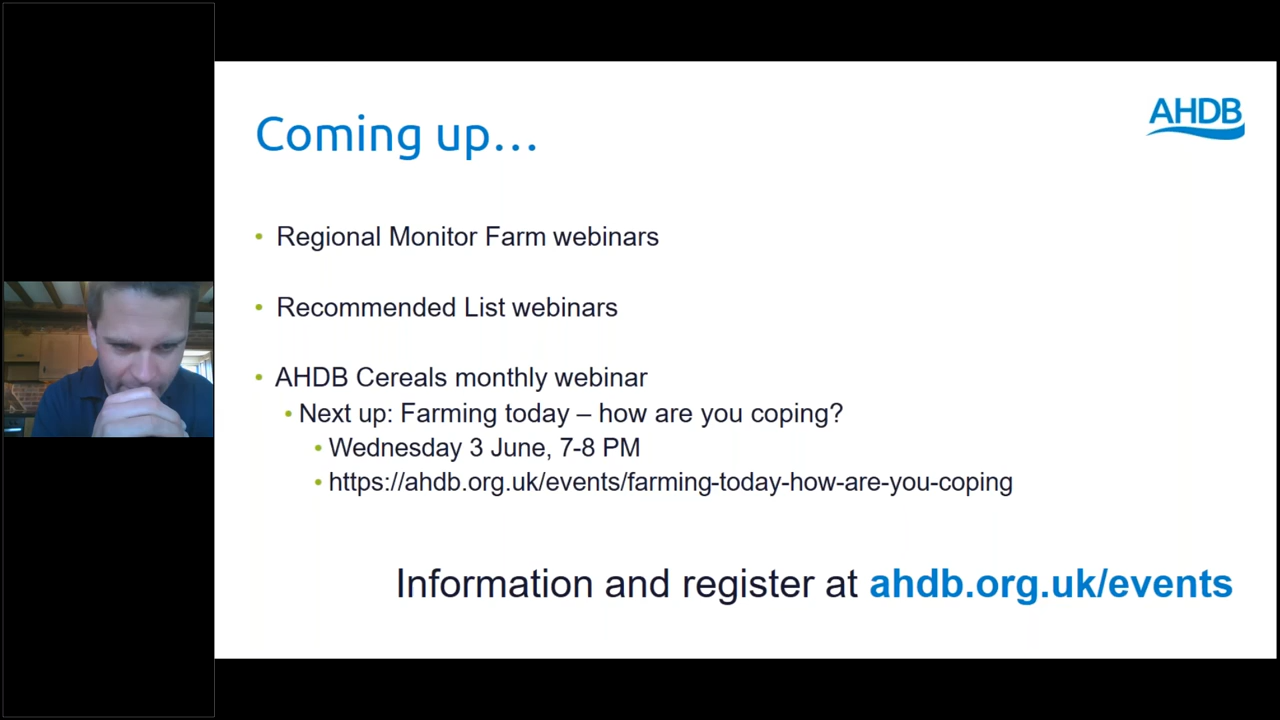 AHDB
Coming up...
• Regional Monitor Farm webinars
• Recommended List webinars
• AHDB Cereals monthly webinar
• Next up: Farming today – how are you coping?
• Wednesday 3 June, 7-8 PM
• https://ahdb.org.uk/events/farming-today-how-are-you-coping
Information and register at ahdb.org.uk/events